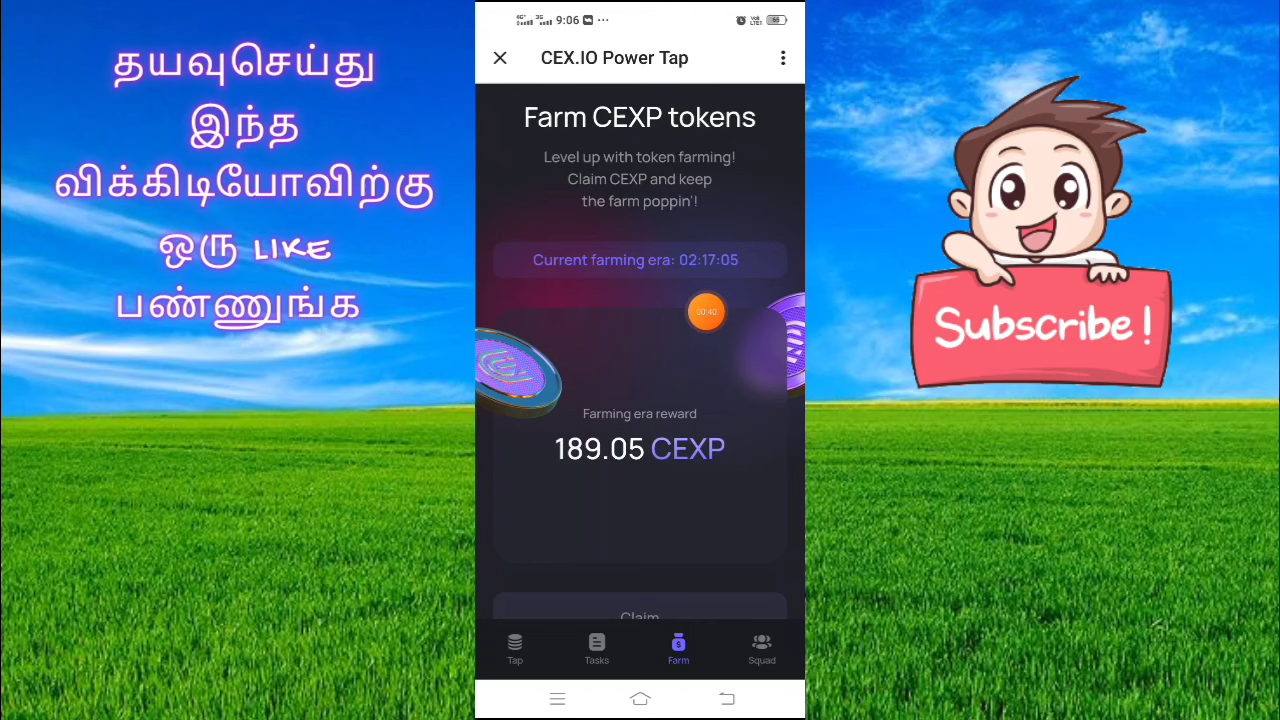 தயவுசெய்து
இந்த
விக்கிடியோவிற்கு
ஒரு LIKE
பண்ணுங்க
9:06
CEX.IO Power Tap
Farm CEXP tokens
Level up with token farming!
Claim CEXP and keep
the farm poppin'!
Current farming era: 02:17:05
00:40
Farming era reward
189.05 CEXP
Claim
Tap Tasks Farm Squad
Subscribe!